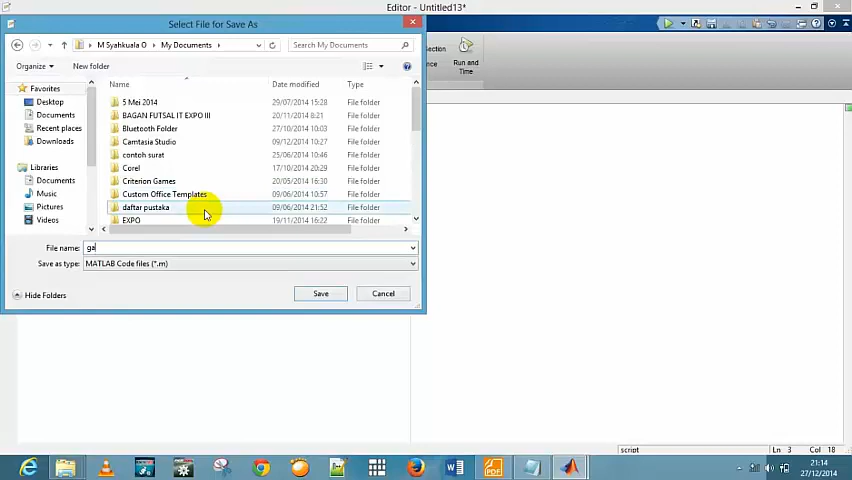 Editor - Untitled13*
Select File for Save As
M Syahkuala O
My Documents
Search My Documents
Section
Run and
Time
nce
Organize
New folder
Name
Date modified
Type
Favorites
Desktop
Documents
Recent places
Downloads
Libraries
Documents
Music
Pictures
Videos
5 Mei 2014 29/07/2014 15:28 File folder
BAGAN FUTSAL IT EXPO III 20/11/2014 8:21 File folder
Bluetooth Folder 27/10/2014 10:03 File folder
Camtasia Studio 09/12/2014 10:27 File folder
contoh surat 25/06/2014 10:46 File folder
Corel 17/10/2014 20:29 File folder
Criterion Games 20/05/2014 16:30 File folder
Custom Office Templates 09/06/2014 10:57 File folder
daftar pustaka 09/06/2014 21:52 File folder
EXPO 19/11/2014 16:22 File folder
File name: ga
Save as type: MATLAB Code files (*.m)
Hide Folders
Save
Cancel
script
Ln 3 Col 18
21:14
27/12/2014